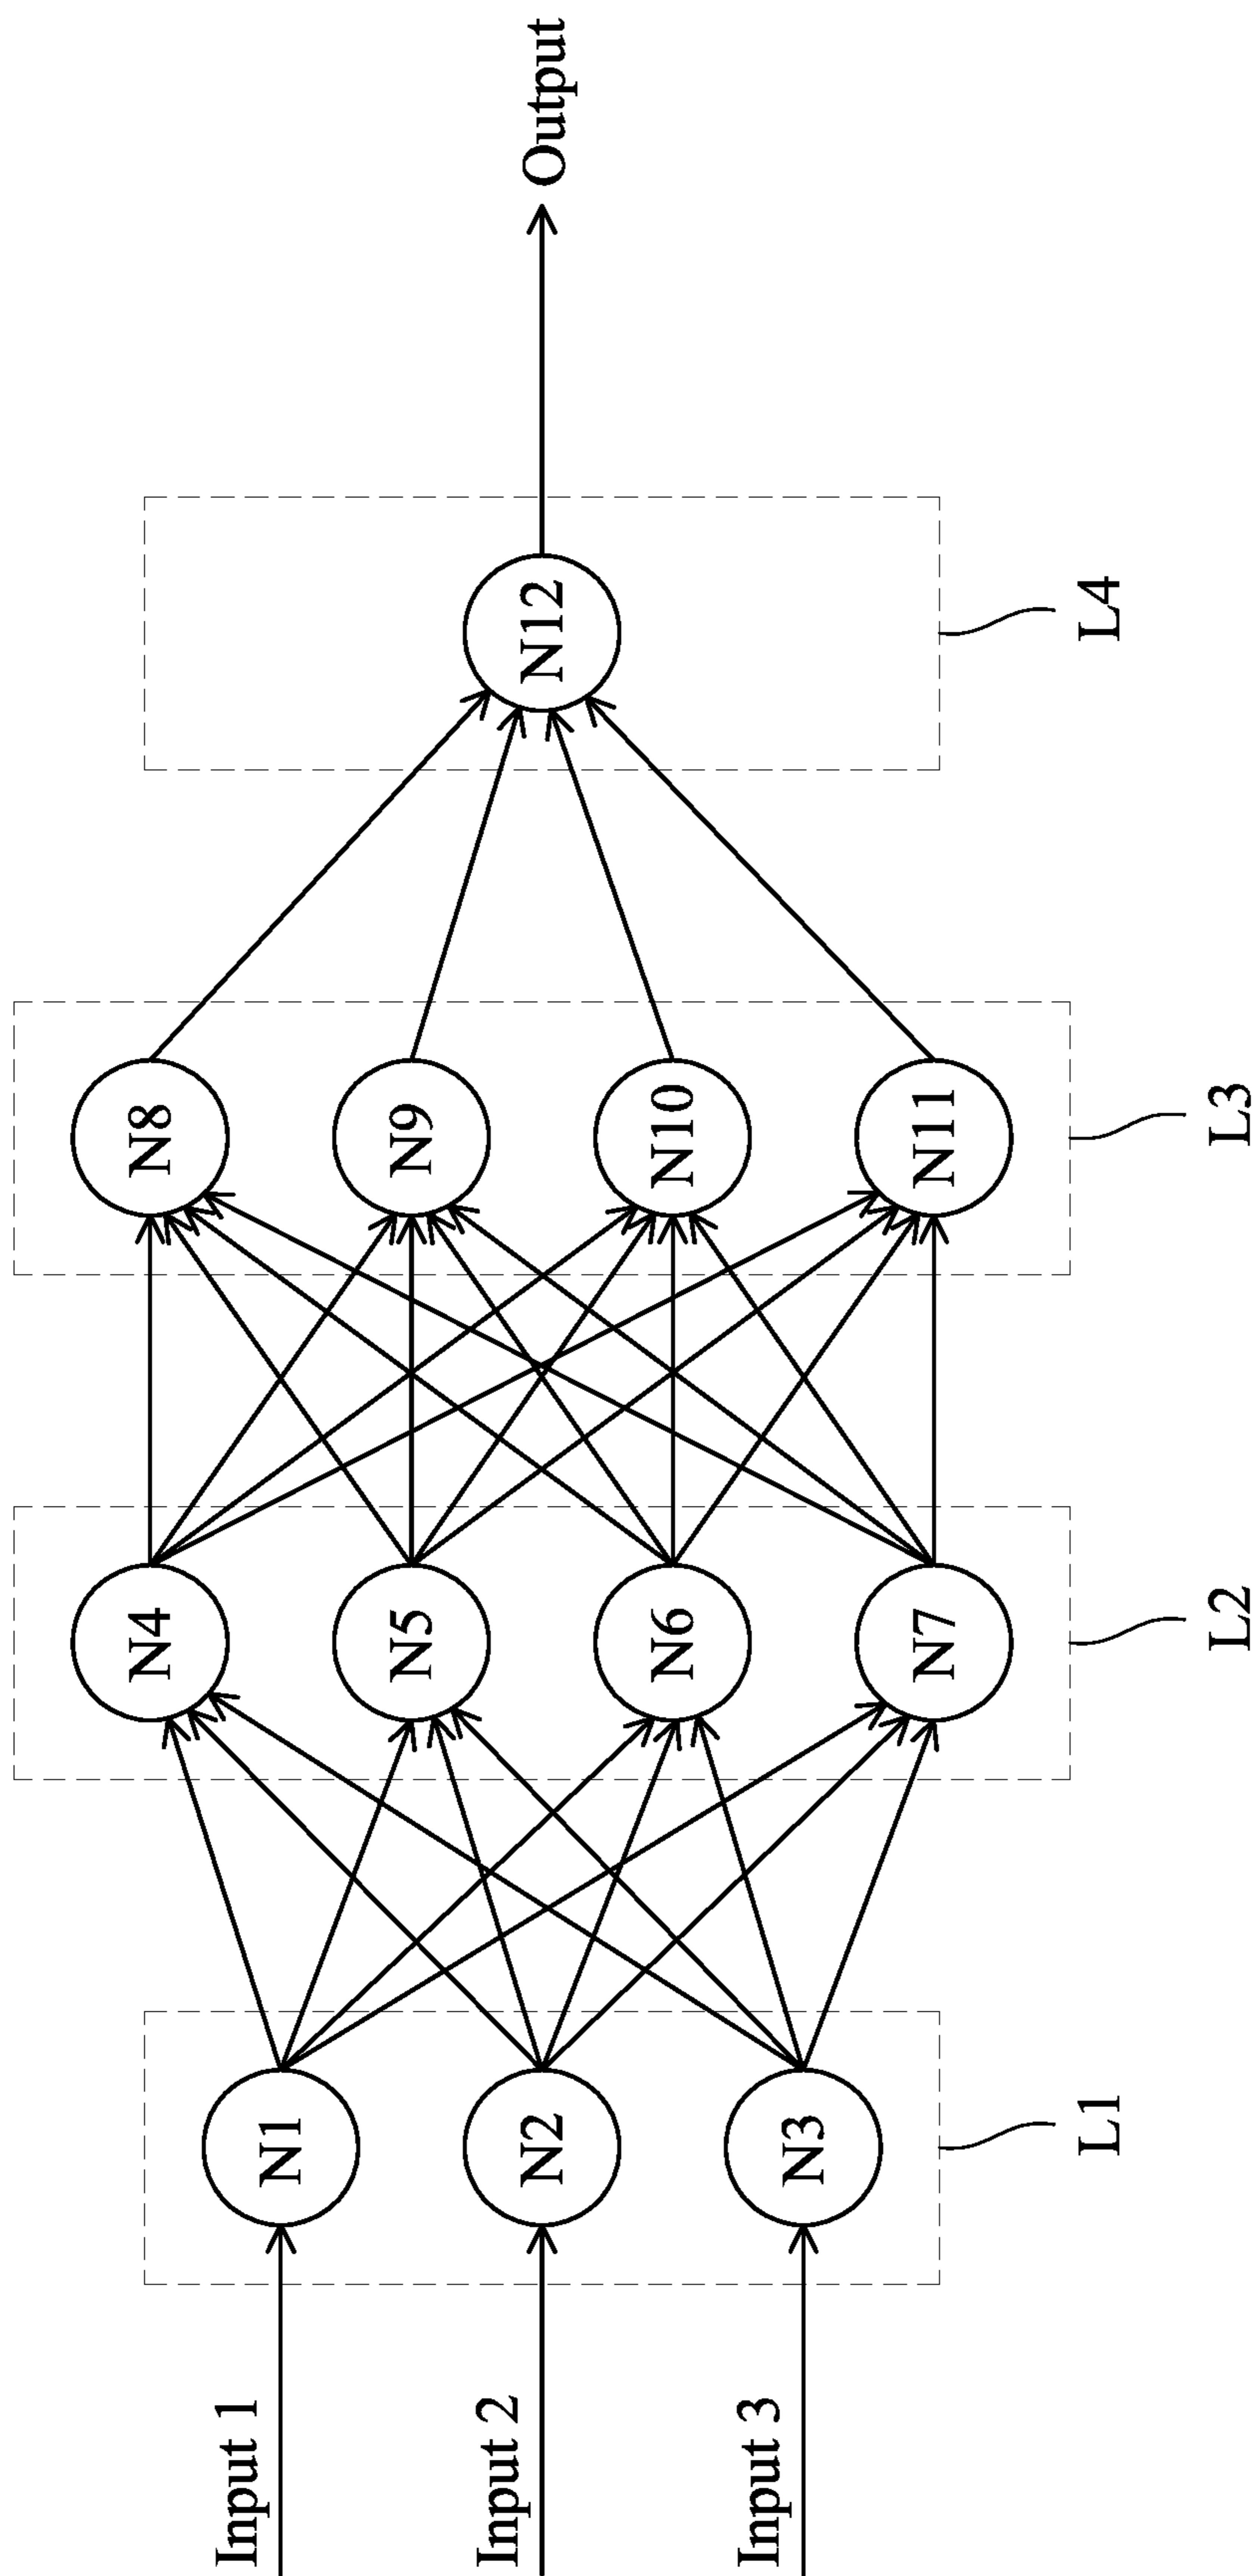 Input 1
Input 2
Input 3
N1
N2
N3
L1
N4
N5
N6
N7
L2
N8
N9
N10
N11
L3
N12
L4
Output